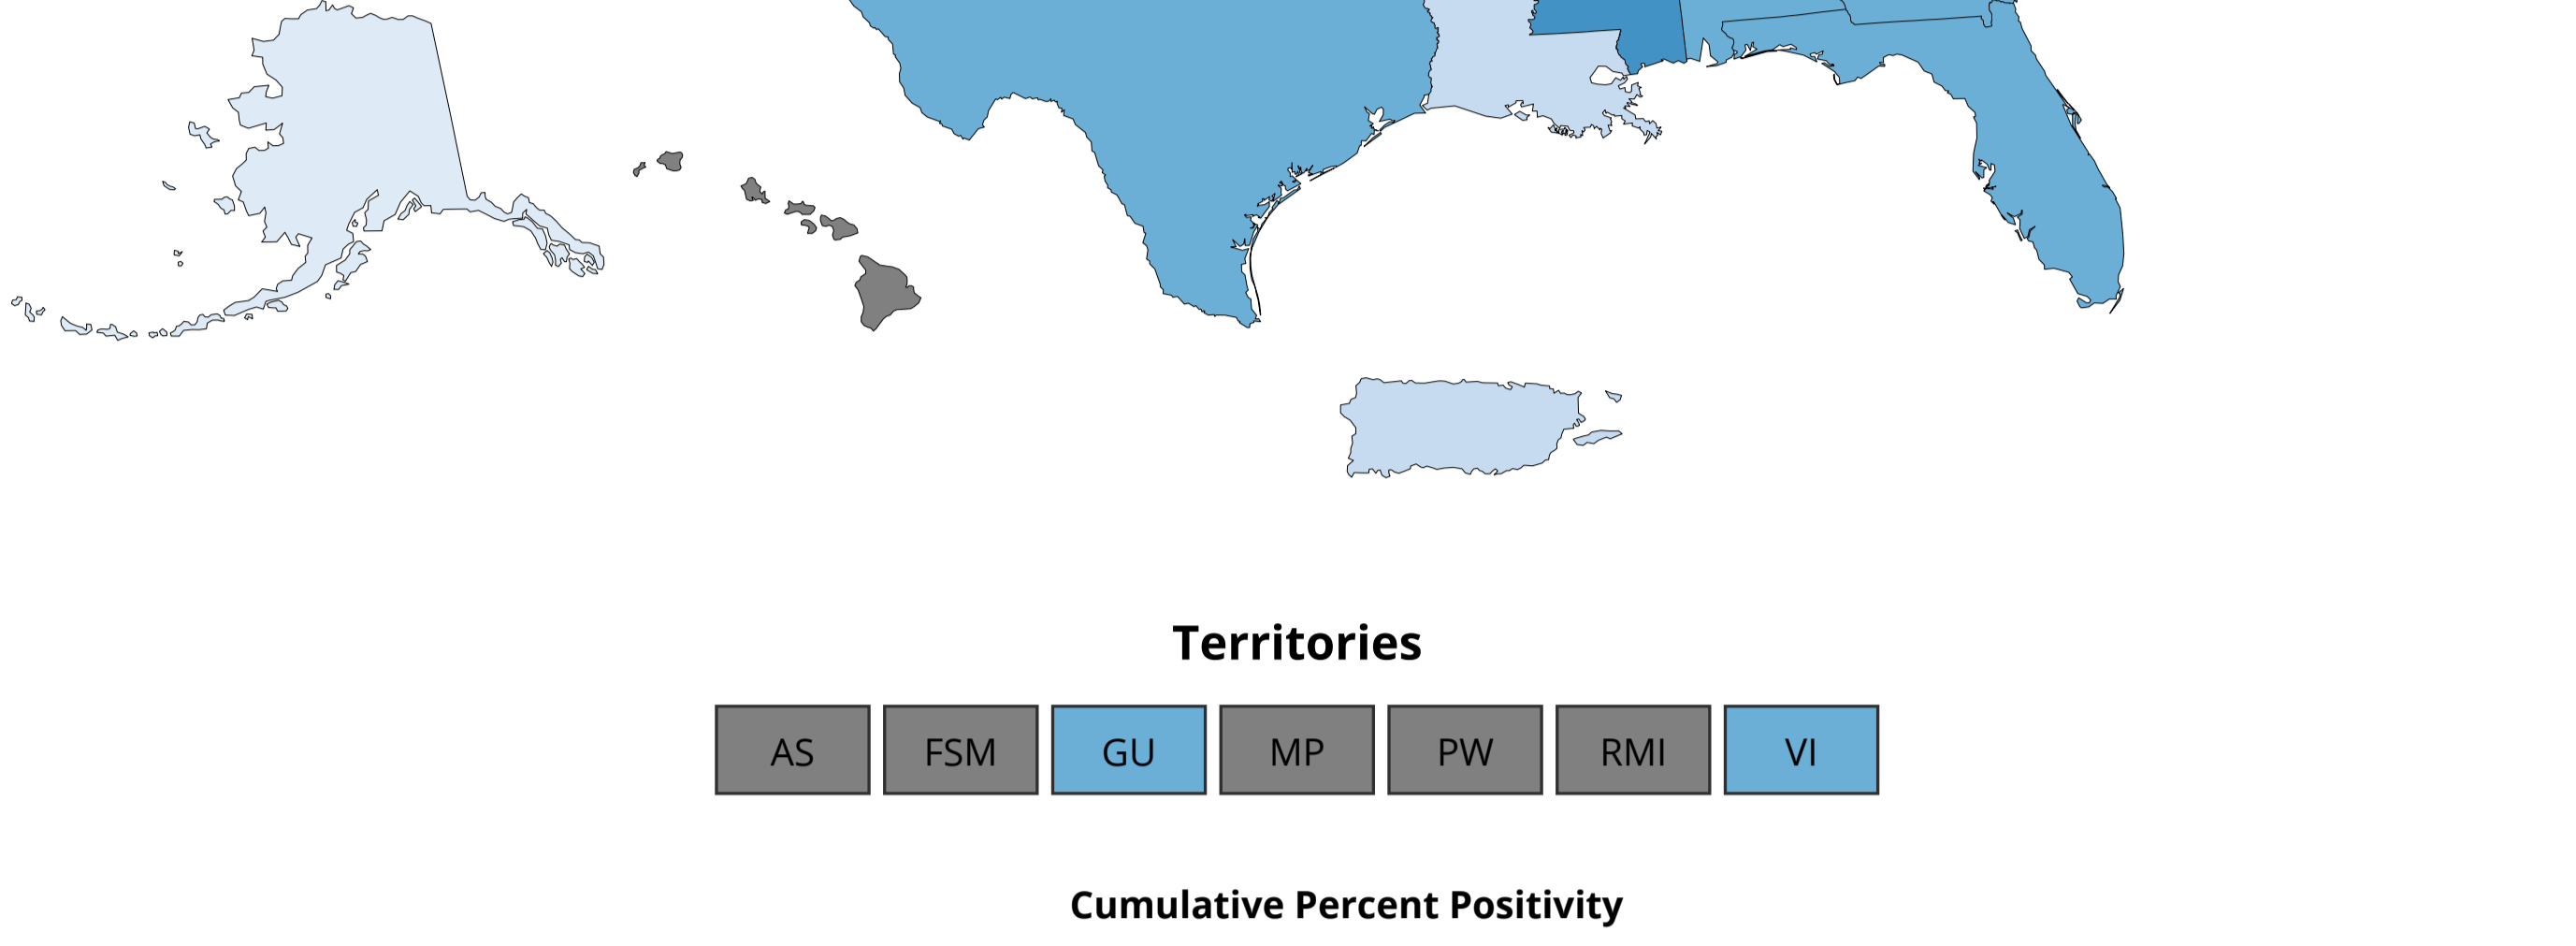 Territories
AS FSM GU MP PW RMI VI
Cumulative Percent Positivity